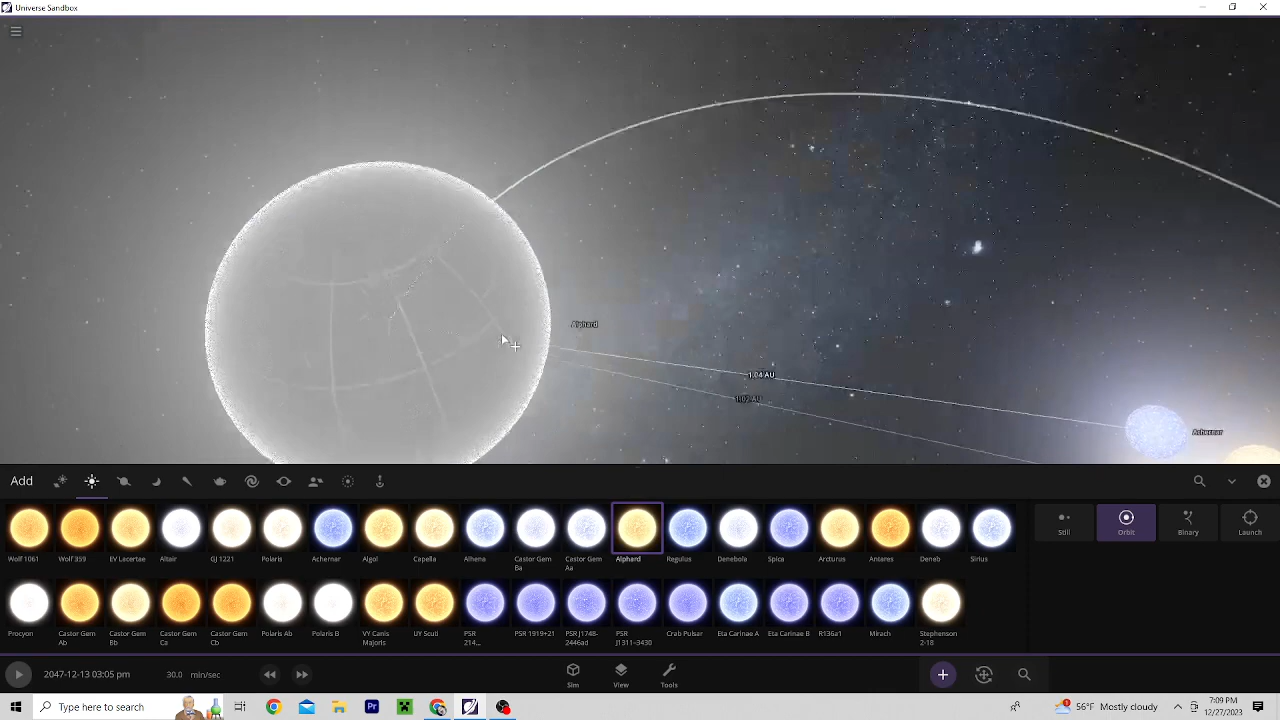 Universe Sandbox
Alphard
1.04 AU
1.02 AU
Achernar
Add
Wolf 1061
Wolf 359
EV Lacertae
Altair
GJ 1221
Polaris
Achernar
Algol
Capella
Alhena
Castor Gem Ba
Castor Gem Aa
Alphard
Regulus
Denebola
Spica
Arcturus
Antares
Deneb
Sirius
Still
Orbit
Binary
Launch
Procyon
Castor Gem Ab
Castor Gem Bb
Castor Gem Ca
Castor Gem Cb
Polaris Ab
Polaris B
VY Canis Majoris
UY Scuti
PSR 214...
PSR 1919+21
PSR J1748-2446ad
PSR J1311-3430
Crab Pulsar
Eta Carinae A
Eta Carinae B
R136a1
Mirach
Stephenson 2-18
2047-12-13 03:05 pm
30.0 min/sec
Sim
View
Tools
Type here to search
56°F Mostly cloudy
7:09 PM
12/27/2023